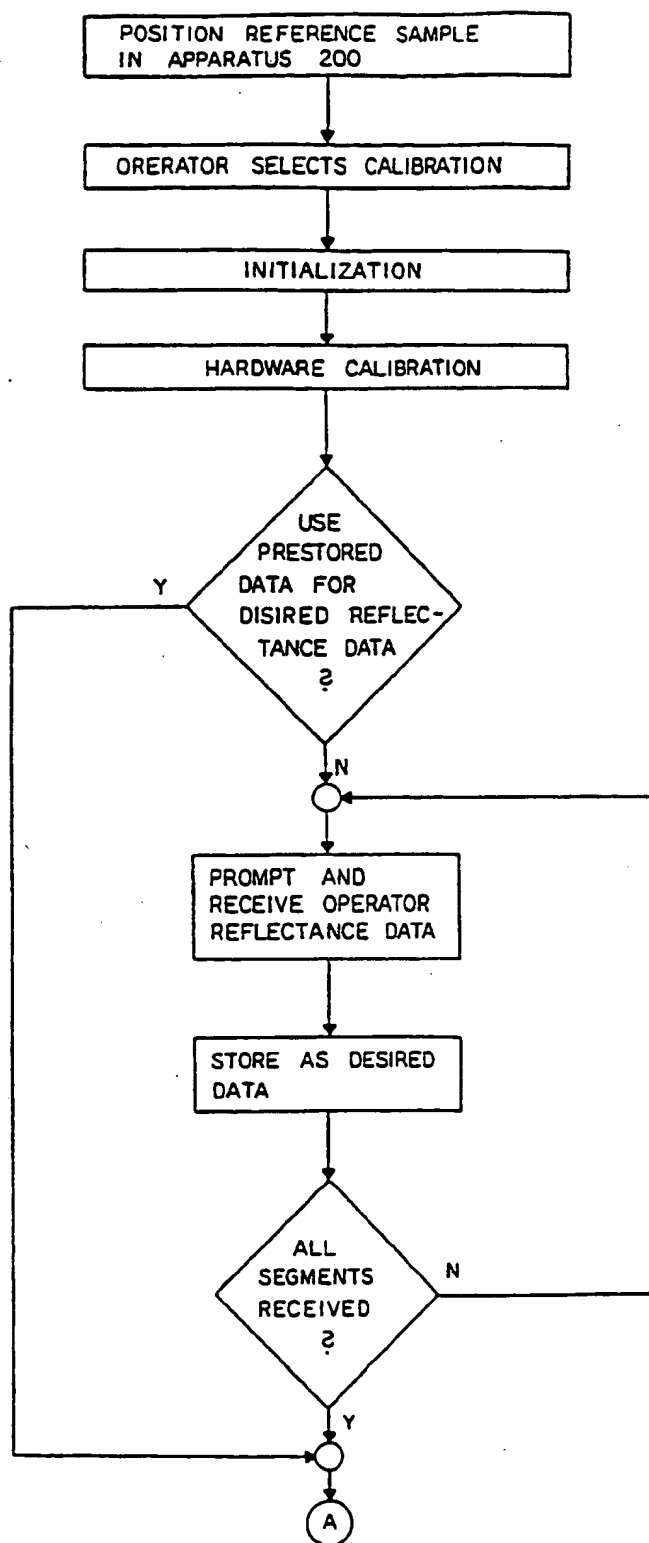 POSITION REFERENCE SAMPLE
IN APPARATUS 200
ORERATOR SELECTS CALIBRATION
INITIALIZATION
HARDWARE CALIBRATION
USE
PRESTORED
DATA FOR
DISIRED REFLEC-
TANCE DATA
?
Y
N
PROMPT AND
RECEIVE OPERATOR
REFLECTANCE DATA
STORE AS DESIRED
DATA
ALL
SEGMENTS
RECEIVED
?
N
Y
A